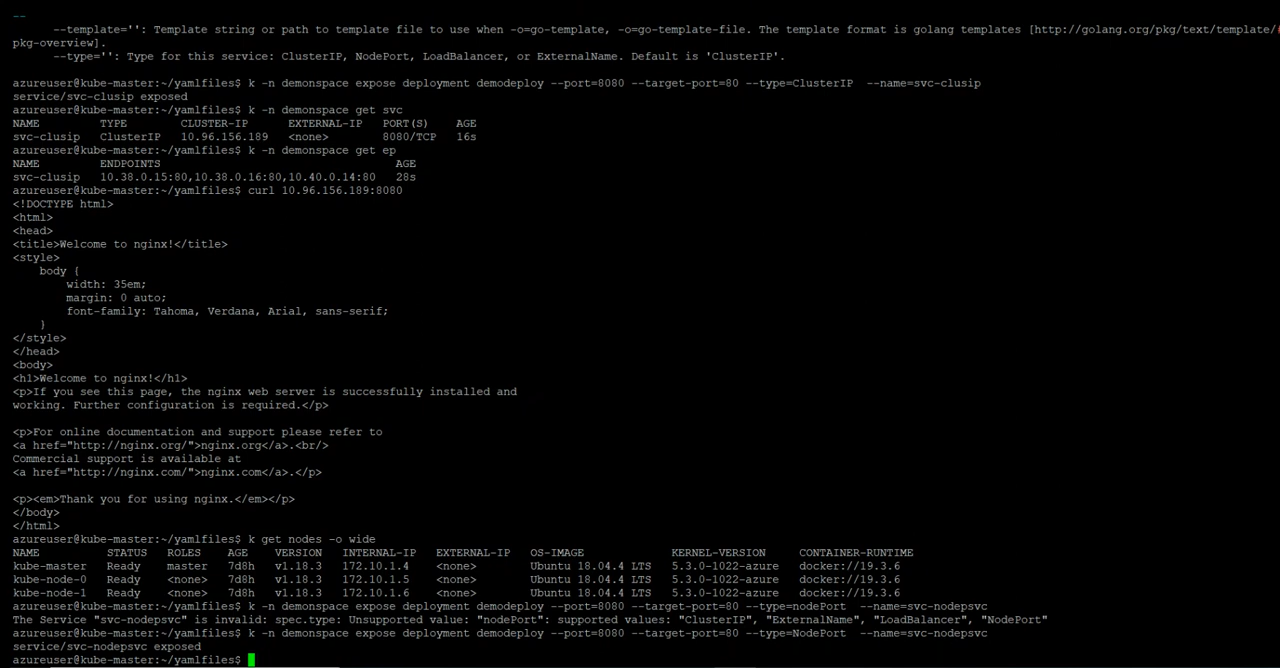 --
--template='': Template string or path to template file to use when -o=go-template, -o=go-template-file. The template format is golang templates [http://golang.org/pkg/text/template/
pkg-overview].
--type='': Type for this service: ClusterIP, NodePort, LoadBalancer, or ExternalName. Default is 'ClusterIP'.
azureuser@kube-master:~/yamlfiles$ k -n demonspace expose deployment demodeploy --port=8080 --target-port=80 --type=ClusterIP  --name=svc-clusip
service/svc-clusip exposed
azureuser@kube-master:~/yamlfiles$ k -n demonspace get svc
NAME         TYPE        CLUSTER-IP      EXTERNAL-IP   PORT(S)    AGE
svc-clusip   ClusterIP   10.96.156.189   <none>        8080/TCP   16s
azureuser@kube-master:~/yamlfiles$ k -n demonspace get ep
NAME         ENDPOINTS                                   AGE
svc-clusip   10.38.0.15:80,10.38.0.16:80,10.40.0.14:80   28s
azureuser@kube-master:~/yamlfiles$ curl 10.96.156.189:8080
<!DOCTYPE html>
<html>
<head>
<title>Welcome to nginx!</title>
<style>
    body {
        width: 35em;
        margin: 0 auto;
        font-family: Tahoma, Verdana, Arial, sans-serif;
    }
</style>
</head>
<body>
<h1>Welcome to nginx!</h1>
<p>If you see this page, the nginx web server is successfully installed and
working. Further configuration is required.</p>
<p>For online documentation and support please refer to
<a href="http://nginx.org/">nginx.org</a>.<br/>
Commercial support is available at
<a href="http://nginx.com/">nginx.com</a>.</p>
<p><em>Thank you for using nginx.</em></p>
</body>
</html>
azureuser@kube-master:~/yamlfiles$ k get nodes -o wide
NAME          STATUS   ROLES    AGE    VERSION   INTERNAL-IP   EXTERNAL-IP   OS-IMAGE             KERNEL-VERSION     CONTAINER-RUNTIME
kube-master   Ready    master   7d8h   v1.18.3   172.10.1.4    <none>        Ubuntu 18.04.4 LTS   5.3.0-1022-azure   docker://19.3.6
kube-node-0   Ready    <none>   7d8h   v1.18.3   172.10.1.5    <none>        Ubuntu 18.04.4 LTS   5.3.0-1022-azure   docker://19.3.6
kube-node-1   Ready    <none>   7d8h   v1.18.3   172.10.1.6    <none>        Ubuntu 18.04.4 LTS   5.3.0-1022-azure   docker://19.3.6
azureuser@kube-master:~/yamlfiles$ k -n demonspace expose deployment demodeploy --port=8080 --target-port=80 --type=nodePort  --name=svc-nodepsvc
The Service "svc-nodepsvc" is invalid: spec.type: Unsupported value: "nodePort": supported values: "ClusterIP", "ExternalName", "LoadBalancer", "NodePort"
azureuser@kube-master:~/yamlfiles$ k -n demonspace expose deployment demodeploy --port=8080 --target-port=80 --type=NodePort  --name=svc-nodepsvc
service/svc-nodepsvc exposed
azureuser@kube-master:~/yamlfiles$